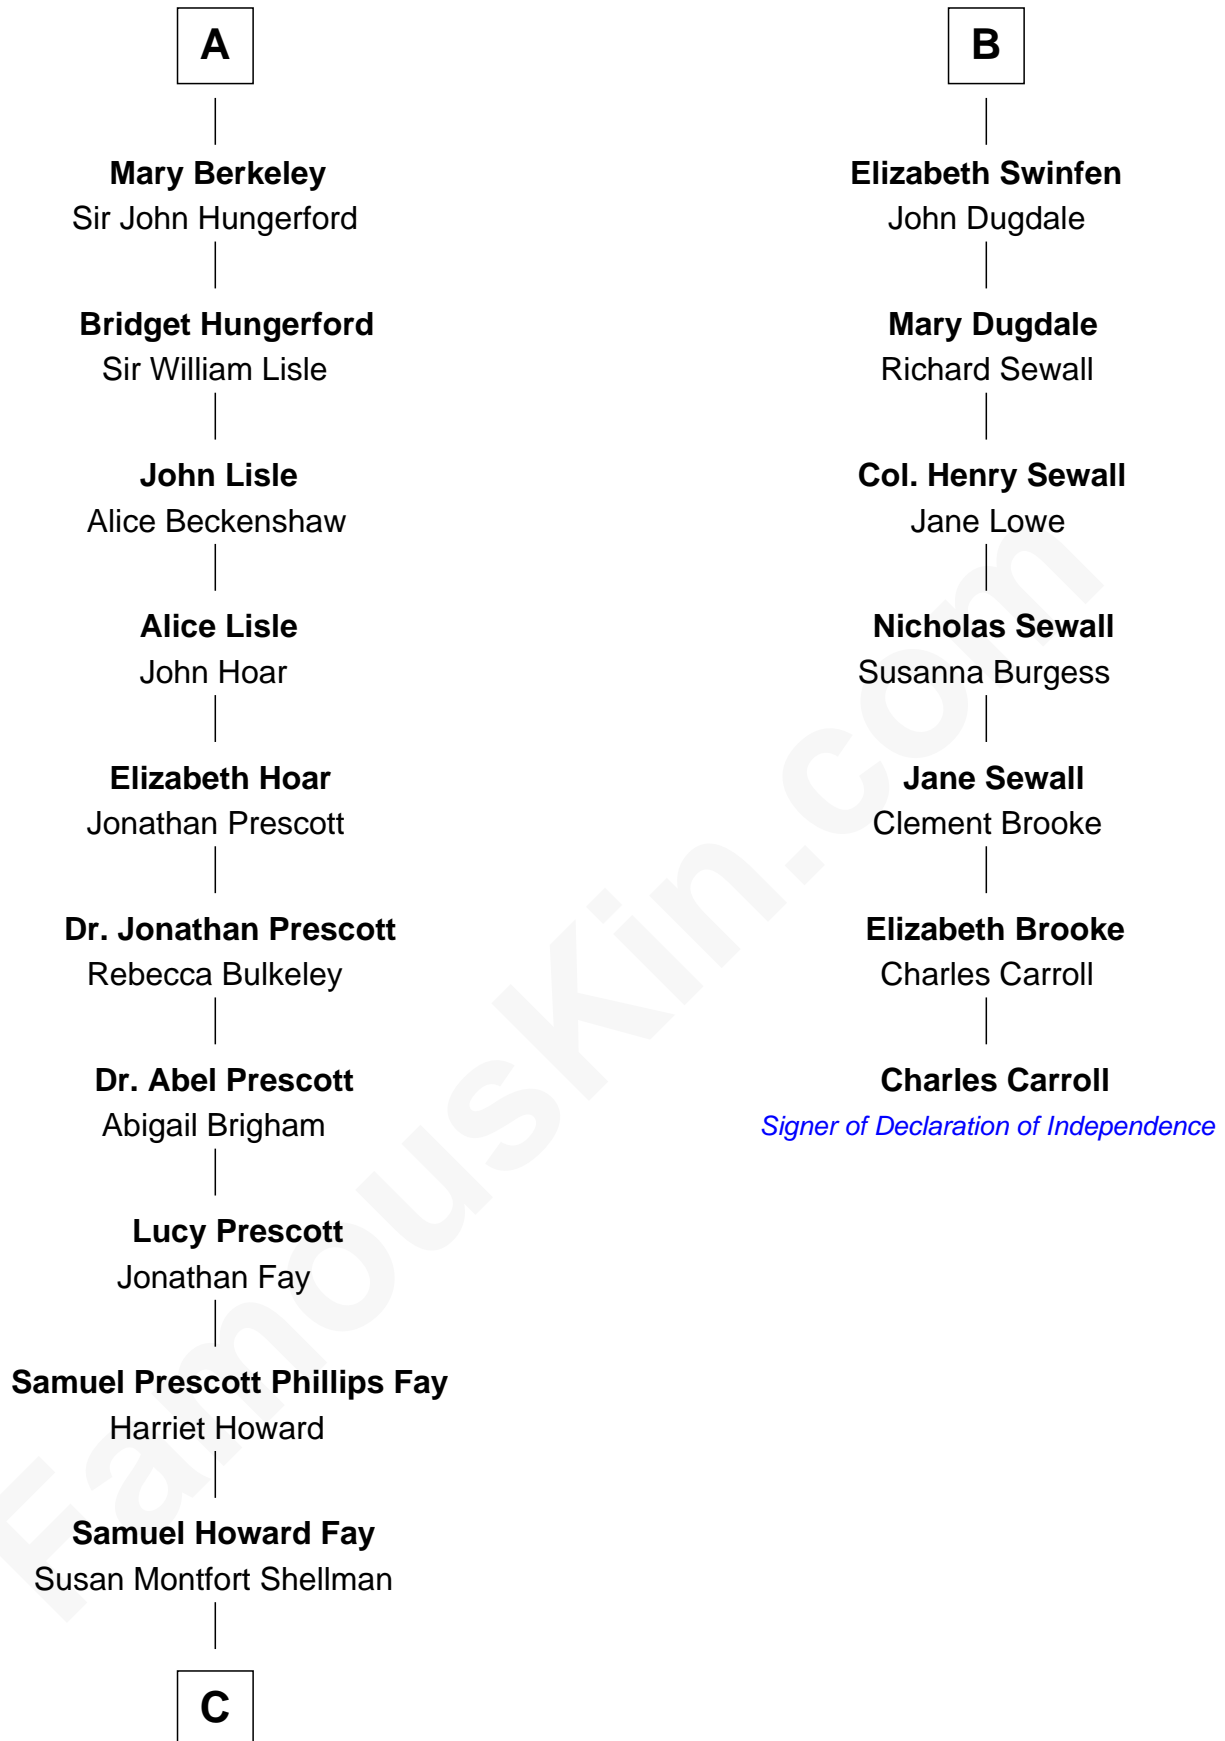 A
Mary Berkeley
Sir John Hungerford
Bridget Hungerford
Sir William Lisle
John Lisle
Alice Beckenshaw
Alice Lisle
John Hoar
Elizabeth Hoar
Jonathan Prescott
Dr. Jonathan Prescott
Rebecca Bulkeley
Dr. Abel Prescott
Abigail Brigham
Lucy Prescott
Jonathan Fay
Samuel Prescott Phillips Fay
Harriet Howard
Samuel Howard Fay
Susan Montfort Shellman
C
B
Elizabeth Swinfen
John Dugdale
Mary Dugdale
Richard Sewall
Col. Henry Sewall
Jane Lowe
Nicholas Sewall
Susanna Burgess
Jane Sewall
Clement Brooke
Elizabeth Brooke
Charles Carroll
Charles Carroll
Signer of Declaration of Independence
FamousKin.com